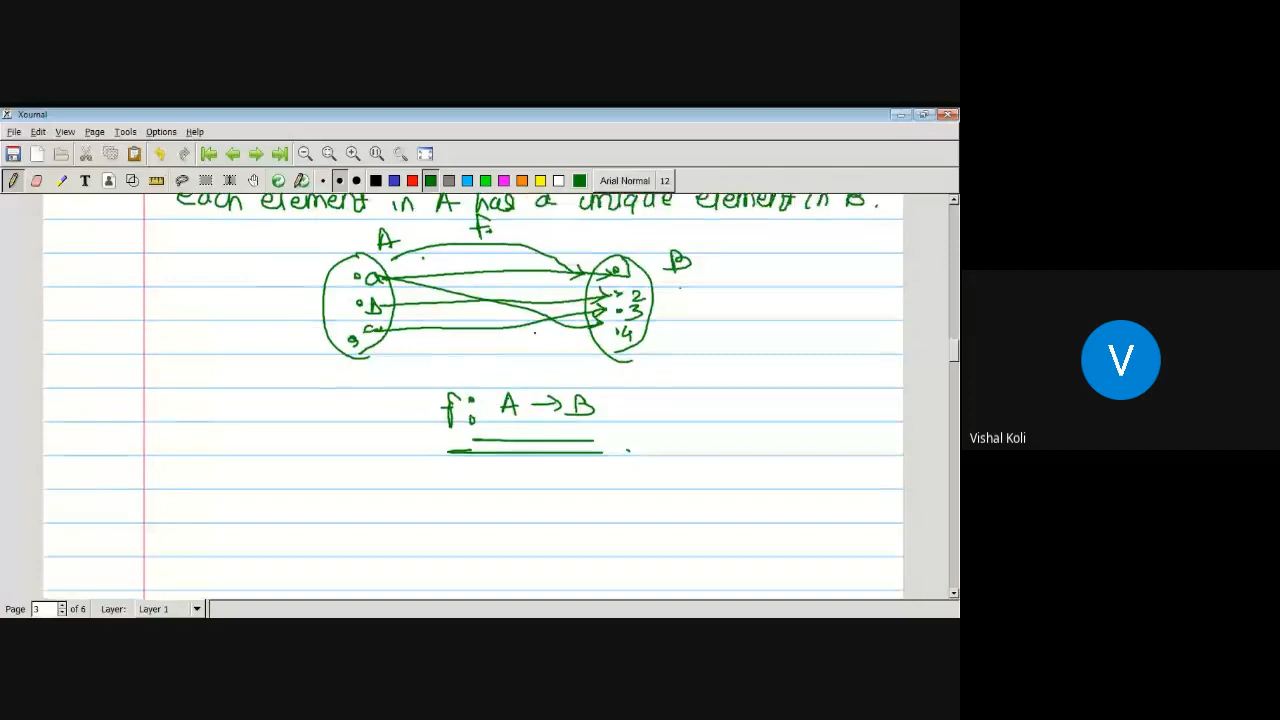 Xournal
File Edit View Page Tools Options Help
T Arial Normal 12
Each element in A has a unique element in B.
A f B
a
b 2
c 3
4
f: A → B
Page 3 of 6 Layer: Layer 1
V
Vishal Koli